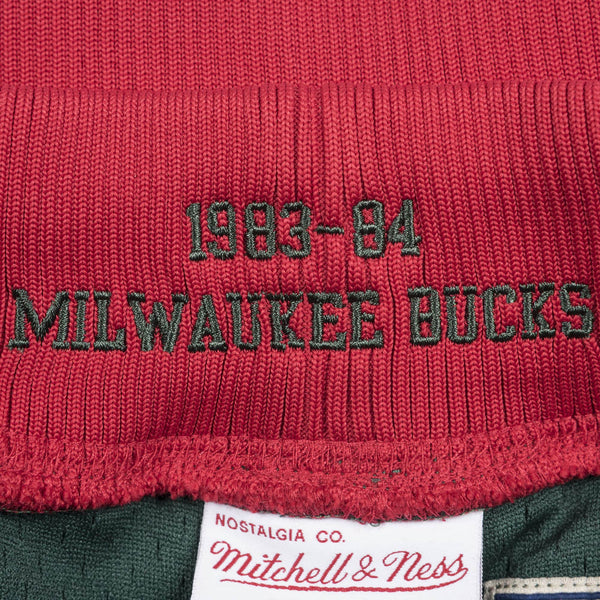 1983-84
MILWAUKEE BUCKS
NOSTALGIA CO.
Mitchell & Ness